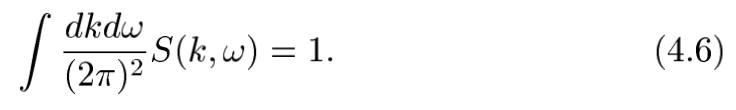 ∫ dkdω/(2π)² S(k, ω) = 1. (4.6)